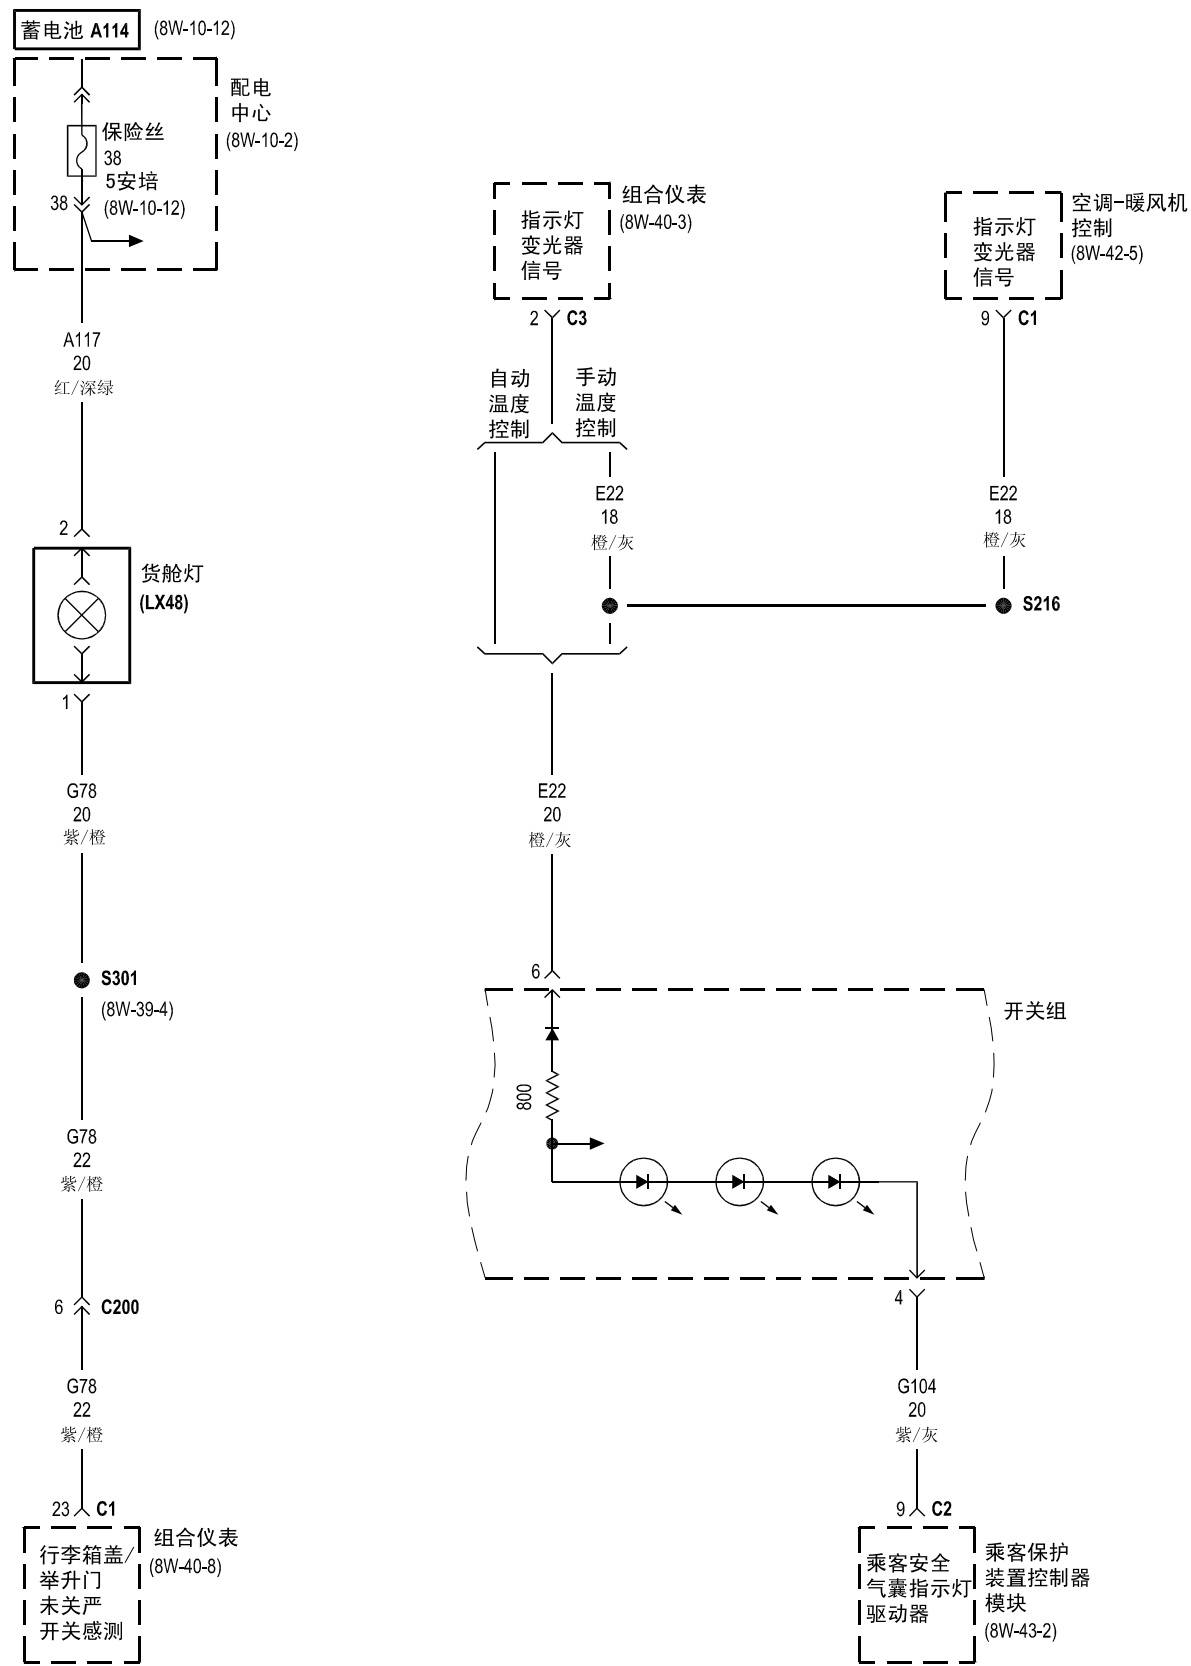 蓄电池 A114
(8W-10-12)
配电
中心
(8W-10-2)
保险丝
38
5安培
(8W-10-12)
38
A117
20
红/深绿
2
货舱灯
(LX48)
1
G78
20
紫/橙
S301
(8W-39-4)
G78
22
紫/橙
6
C200
G78
22
紫/橙
23
C1
行李箱盖/
举升门
未关严
开关感测
组合仪表
(8W-40-8)
指示灯
变光器
信号
组合仪表
(8W-40-3)
2
C3
自动
温度
控制
手动
温度
控制
E22
18
橙/灰
指示灯
变光器
信号
空调-暖风机
控制
(8W-42-5)
9
C1
E22
18
橙/灰
S216
E22
20
橙/灰
6
开关组
800
4
G104
20
紫/灰
9
C2
乘客安全
气囊指示灯
驱动器
乘客保护
装置控制器
模块
(8W-43-2)